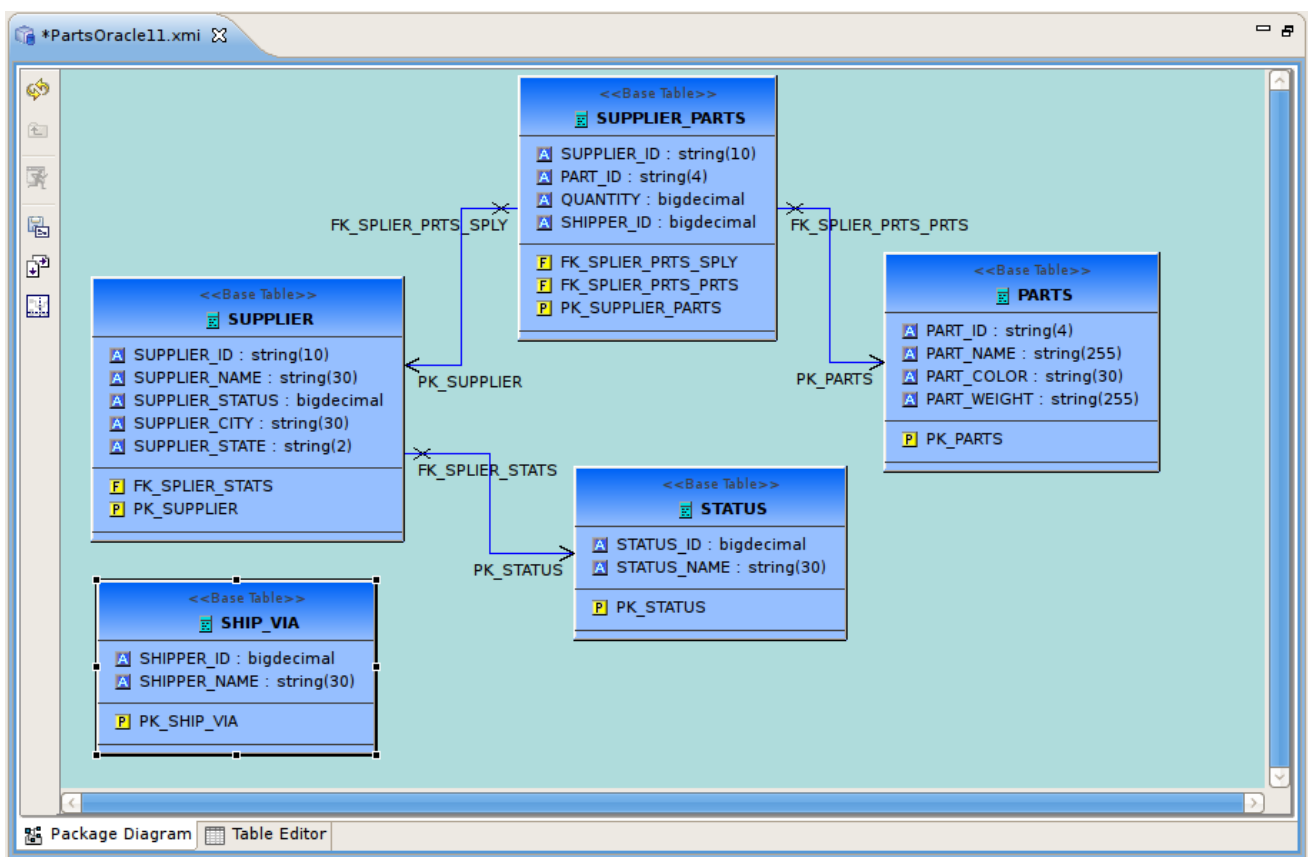 *PartsOracle11.xmi
<<Base Table>>
SUPPLIER_PARTS
SUPPLIER_ID : string(10)
PART_ID : string(4)
QUANTITY : bigdecimal
SHIPPER_ID : bigdecimal
FK_SPLIER_PRTS_SPLY
FK_SPLIER_PRTS_PRTS
PK_SUPPLIER_PARTS
FK_SPLIER_PRTS_SPLY
FK_SPLIER_PRTS_PRTS
<<Base Table>>
SUPPLIER
SUPPLIER_ID : string(10)
SUPPLIER_NAME : string(30)
SUPPLIER_STATUS : bigdecimal
SUPPLIER_CITY : string(30)
SUPPLIER_STATE : string(2)
FK_SPLIER_STATS
PK_SUPPLIER
PK_SUPPLIER
PK_PARTS
<<Base Table>>
PARTS
PART_ID : string(4)
PART_NAME : string(255)
PART_COLOR : string(30)
PART_WEIGHT : string(255)
PK_PARTS
FK_SPLIER_STATS
PK_STATUS
<<Base Table>>
STATUS
STATUS_ID : bigdecimal
STATUS_NAME : string(30)
PK_STATUS
<<Base Table>>
SHIP_VIA
SHIPPER_ID : bigdecimal
SHIPPER_NAME : string(30)
PK_SHIP_VIA
Package Diagram
Table Editor